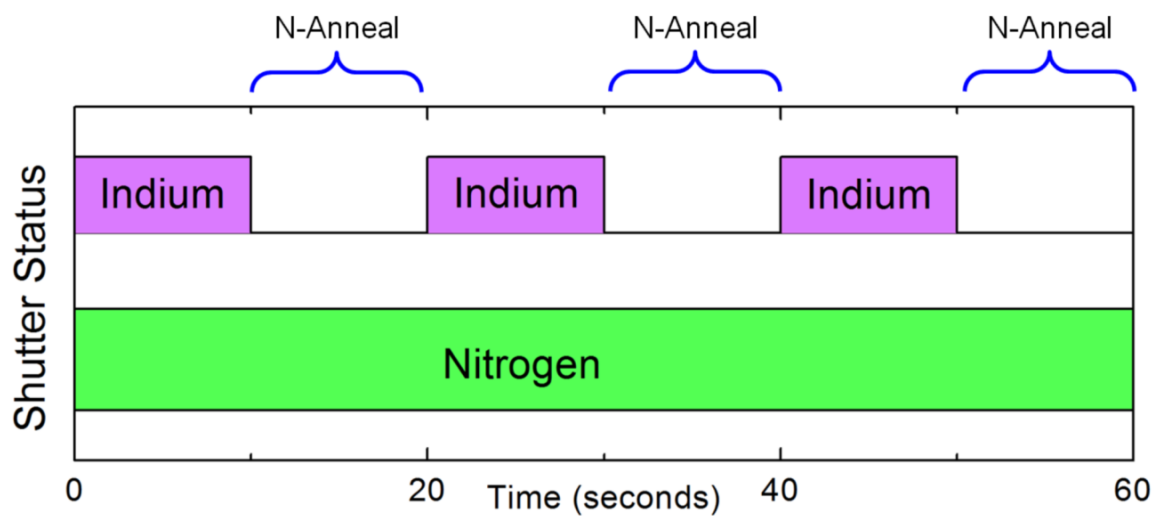 N-Anneal N-Anneal N-Anneal
Shutter Status
Indium Indium Indium
Nitrogen
0 20 40 60
Time (seconds)